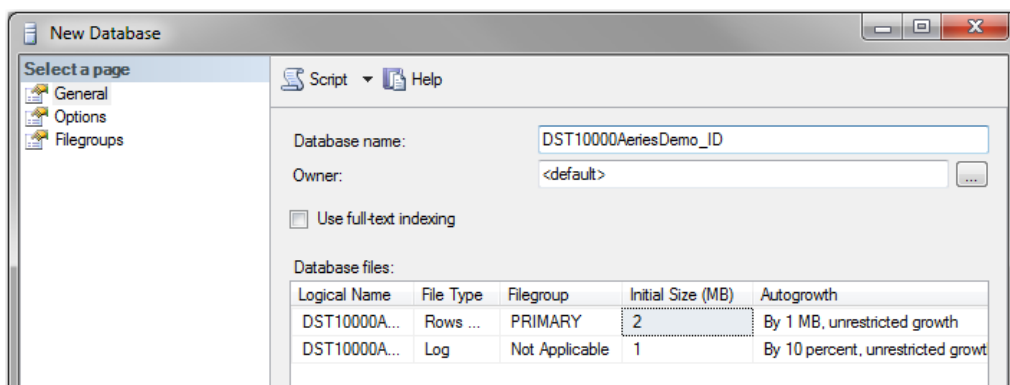 New Database
Select a page
General
Options
Filegroups
Script Help
Database name: DST10000AeriesDemo_ID
Owner: <default> ...
Use full-text indexing
Database files:
Logical Name File Type Filegroup Initial Size (MB) Autogrowth
DST10000A... Rows ... PRIMARY 2 By 1 MB, unrestricted growth
DST10000A... Log Not Applicable 1 By 10 percent, unrestricted growt